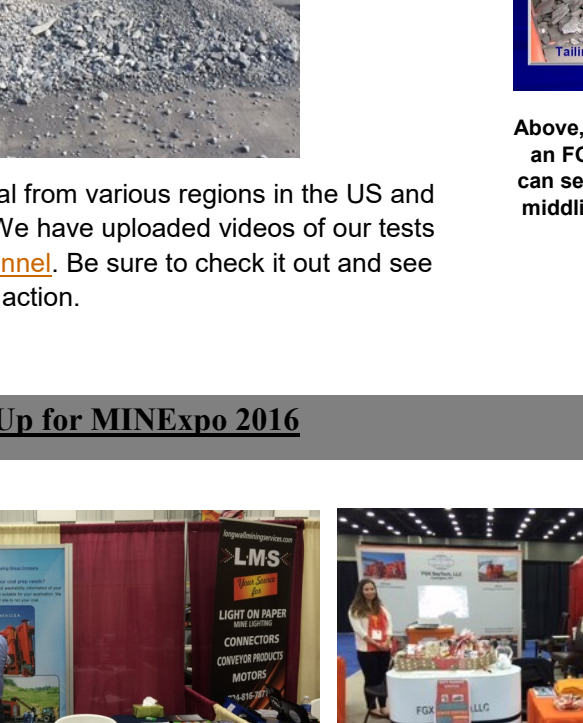 Tailin
Above,
an FG
can se
middli
al from various regions in the US and
We have uploaded videos of our tests
nnel. Be sure to check it out and see
action.
Up for MINExpo 2016
longwallminingservices.com
L·M·S
Your Source
for
LIGHT ON PAPER
MINE LIGHTING
CONNECTORS
CONVEYOR PRODUCTS
MOTORS
FGX SepTech, LLC
FGX
LLC